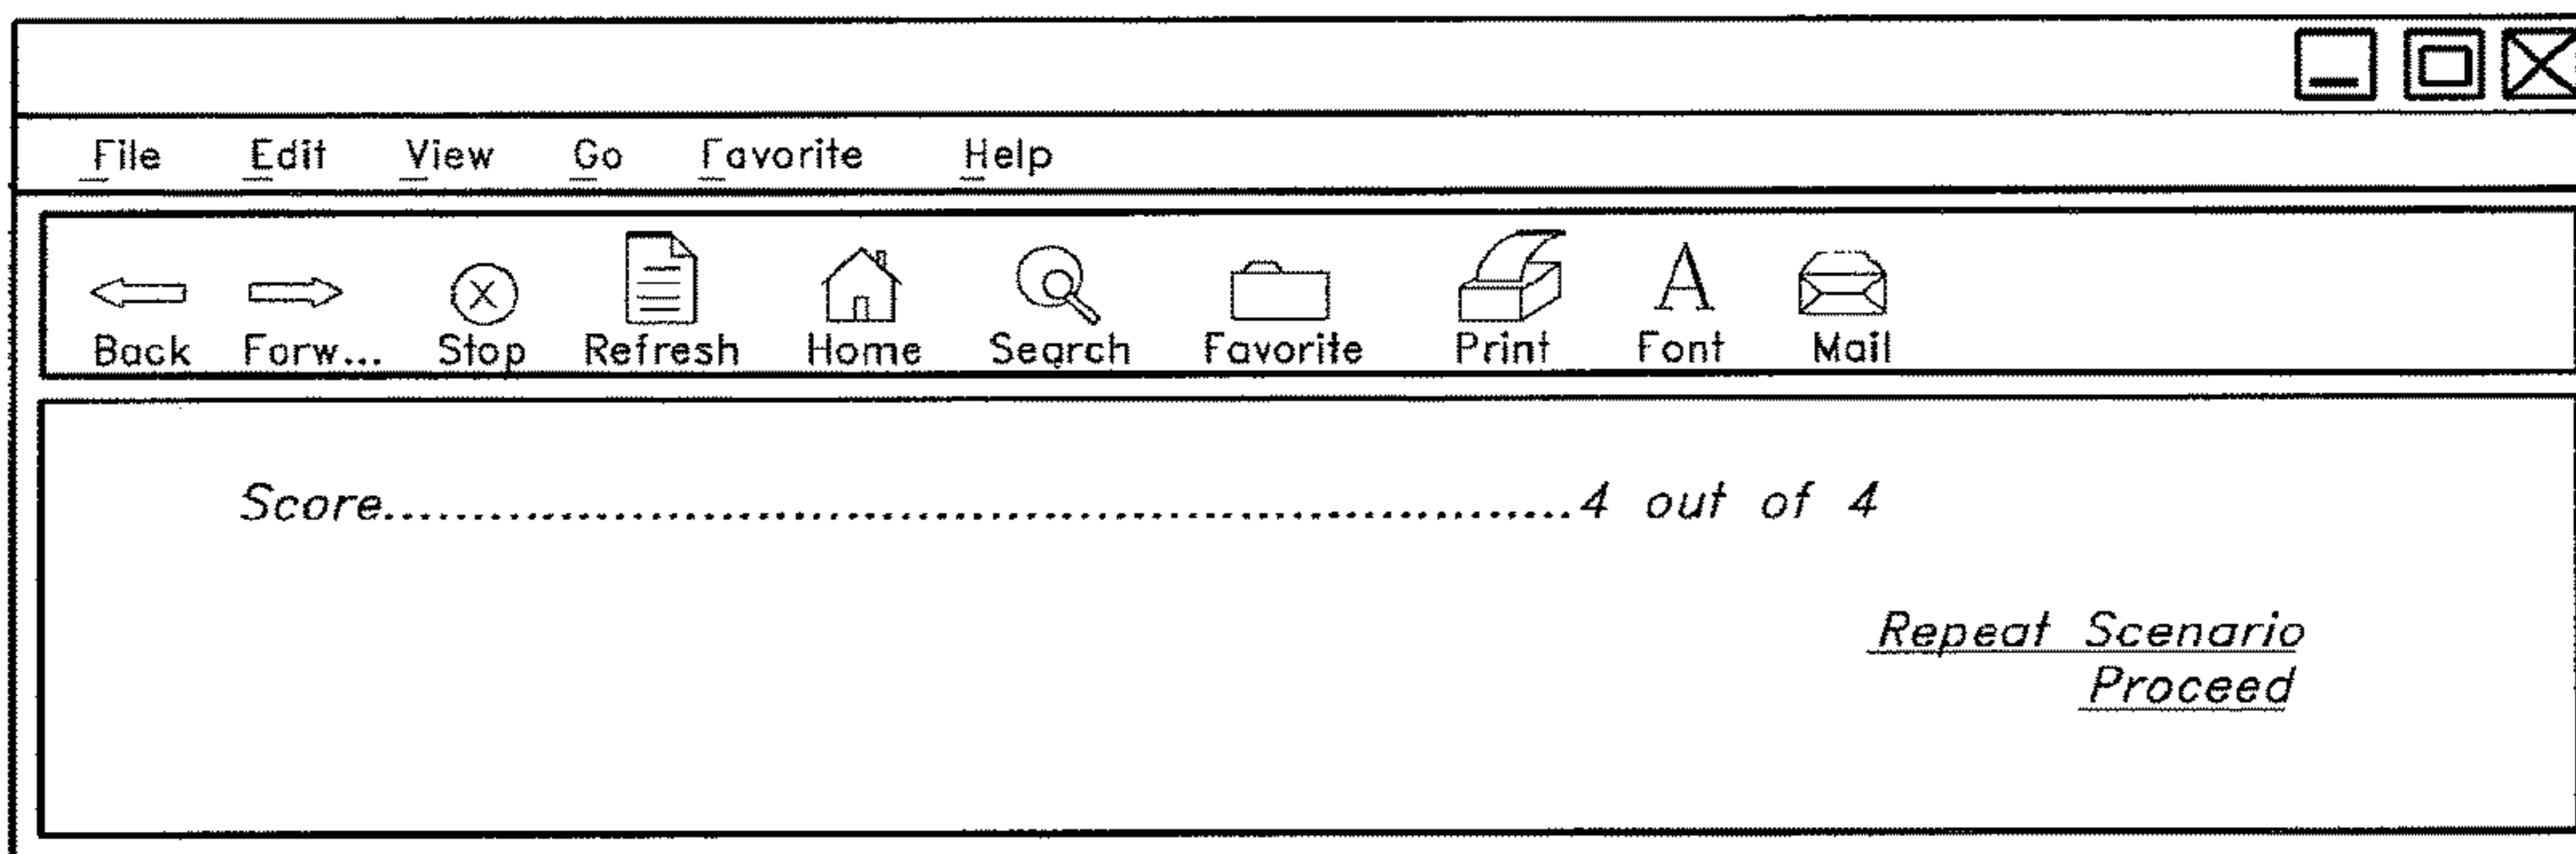 File Edit View Go Favorite Help
Back Forw... Stop Refresh Home Search Favorite Print Font Mail
Score.................................................................4 out of 4
Repeat Scenario
Proceed